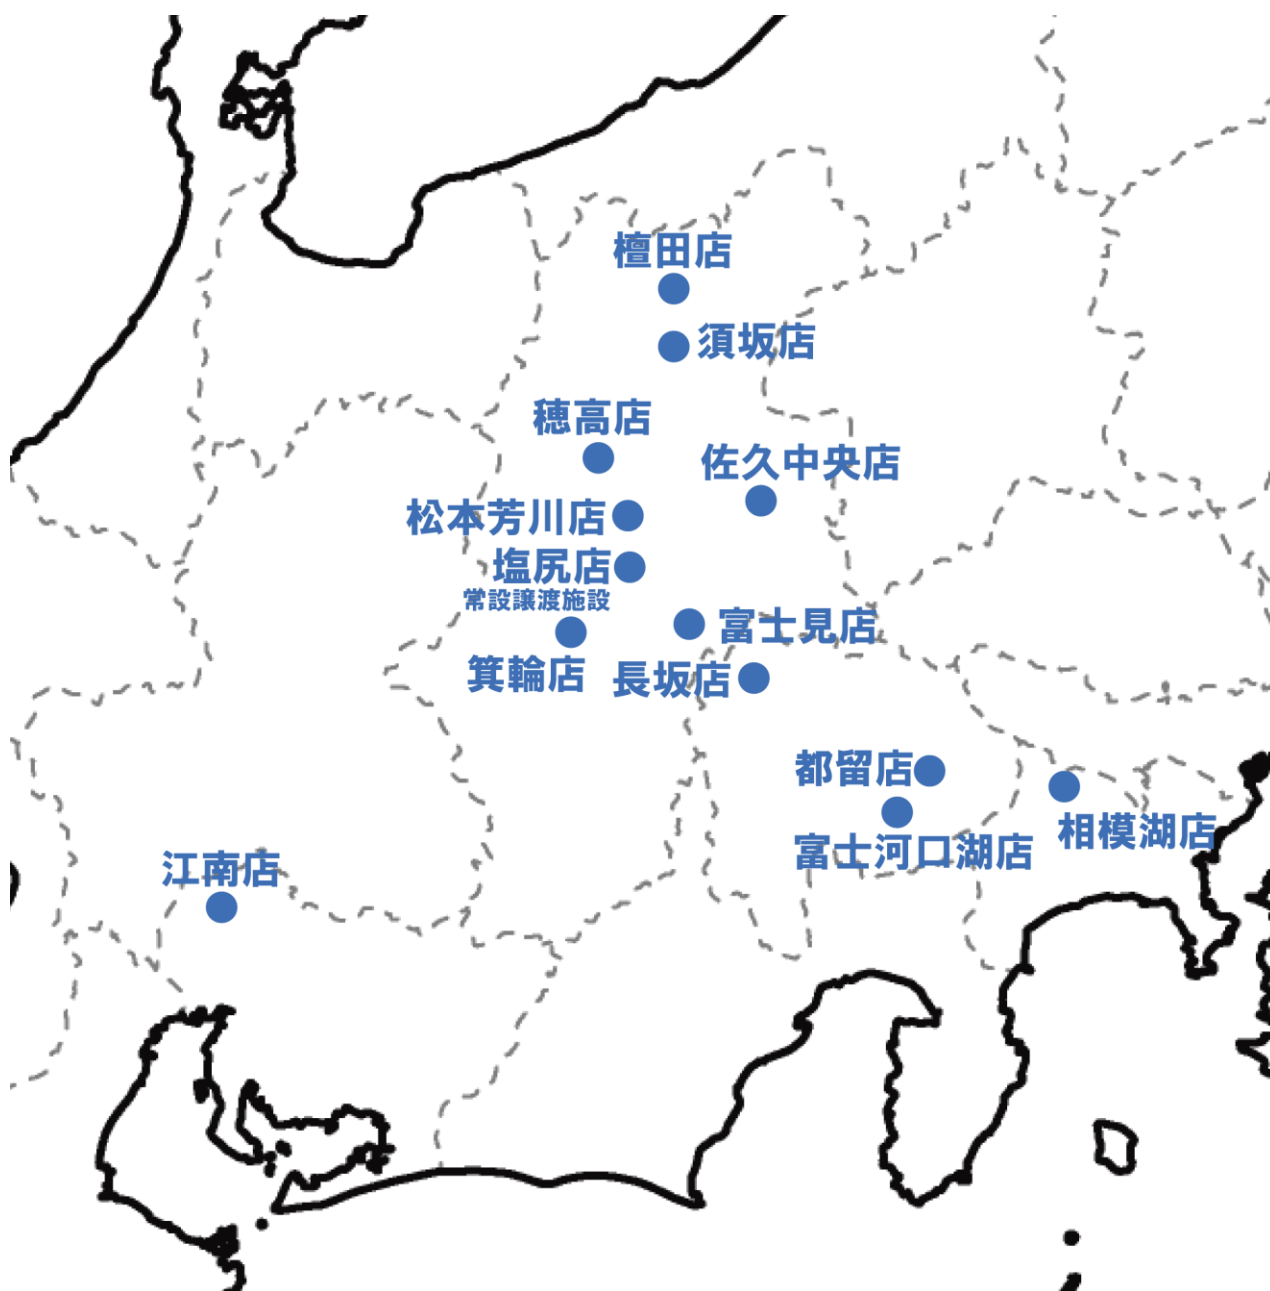 檀田店
須坂店
穂高店
佐久中央店
松本芳川店
塩尻店
常設譲渡施設
富士見店
箕輪店
長坂店
都留店
相模湖店
富士河口湖店
江南店